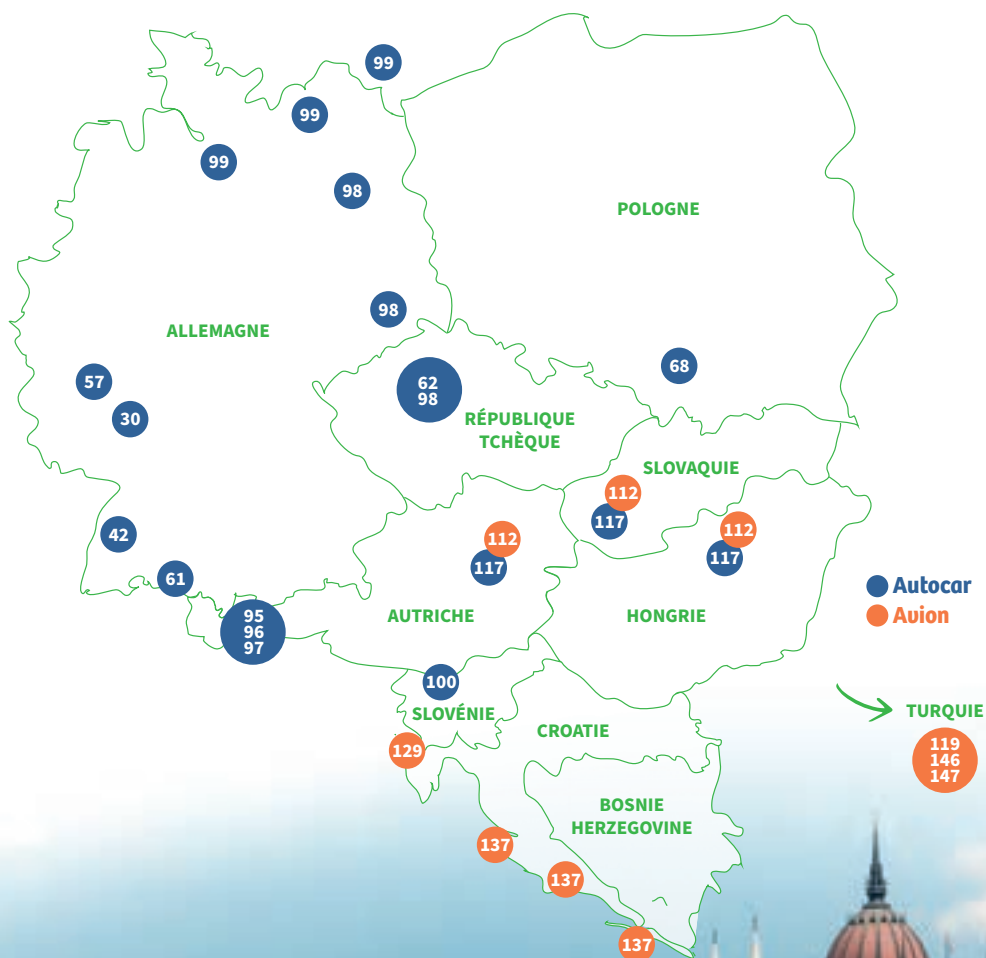 99
99
99
98
POLOGNE
98
ALLEMAGNE
68
57
62
98
30
RÉPUBLIQUE
TCHÈQUE
SLOVAQUIE
112
117
112
117
42
112
117
61
Autocar
Avion
95
96
97
AUTRICHE
HONGRIE
100
SLOVÉNIE
TURQUIE
119
146
147
CROATIE
129
BOSNIE
HERZEGOVINE
137
137
137